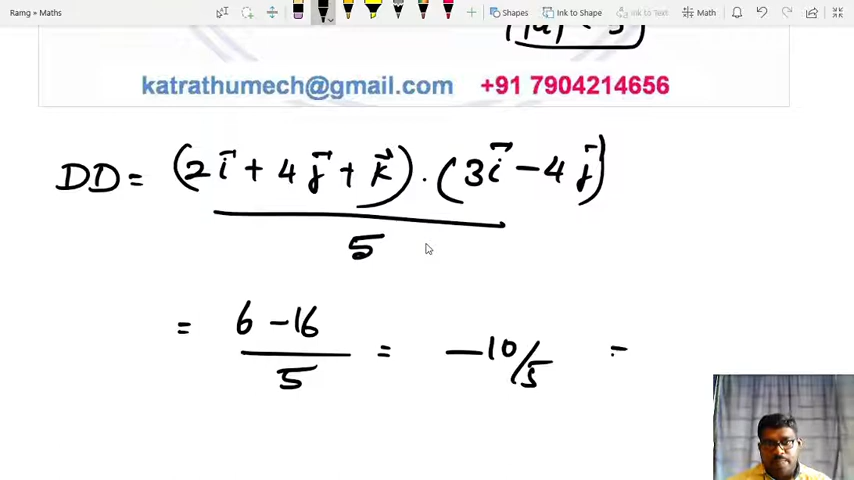 Ramg » Maths
Shapes Ink to Shape Ink to Text Math
|a| = 5
katrathumech@gmail.com +91 7904214656
DD = (2i⃗ + 4j⃗ + k⃗) . (3i⃗ − 4j⃗)
5
= 6 − 16 = −10/5 =
5